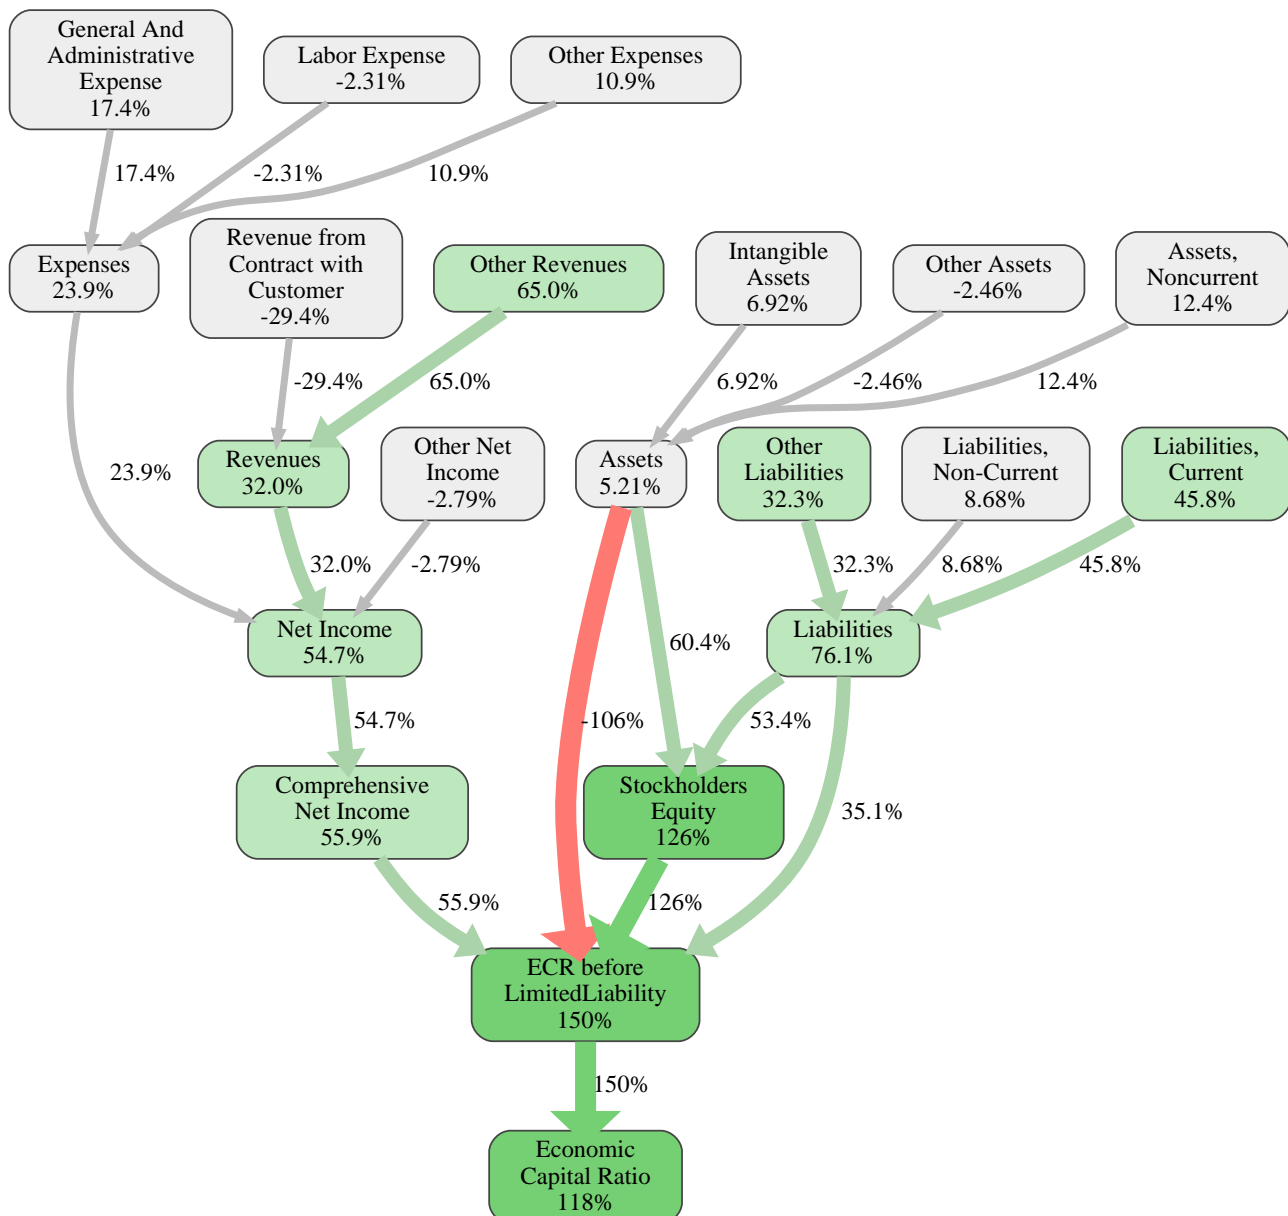 General And
Administrative
Expense
17.4%
Labor Expense
-2.31%
Other Expenses
10.9%
17.4%
-2.31%
10.9%
Expenses
23.9%
Revenue from
Contract with
Customer
-29.4%
Other Revenues
65.0%
Intangible
Assets
6.92%
Other Assets
-2.46%
Assets,
Noncurrent
12.4%
-29.4%
65.0%
6.92%
-2.46%
12.4%
23.9%
Revenues
32.0%
Other Net
Income
-2.79%
Assets
5.21%
Other
Liabilities
32.3%
Liabilities,
Non-Current
8.68%
Liabilities,
Current
45.8%
32.0%
-2.79%
32.3%
8.68%
45.8%
Net Income
54.7%
60.4%
Liabilities
76.1%
54.7%
-106%
53.4%
Comprehensive
Net Income
55.9%
Stockholders
Equity
126%
35.1%
55.9%
126%
ECR before
LimitedLiability
150%
150%
Economic
Capital Ratio
118%